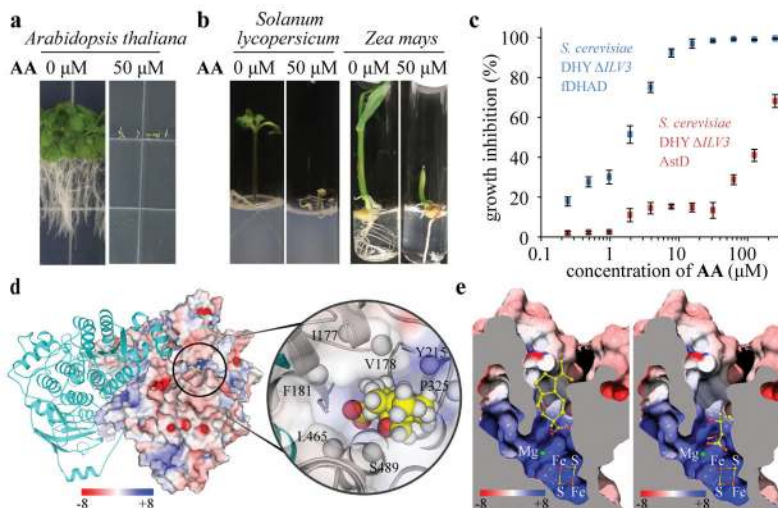 a
Arabidopsis thaliana
AA 0 μM 50 μM
b
Solanum
lycopersicum
Zea mays
AA 0 μM 50 μM 0 μM 50 μM
c
growth inhibition (%)
100
80
60
40
20
0
S. cerevisiae
DHY ΔILV3
fDHAD
S. cerevisiae
DHY ΔILV3
AstD
0.1 1 10 100
concentration of AA (μM)
d
I177
V178
Y215
F181
P325
L465
S489
-8 +8
e
Mg Fe S
S Fe
-8 +8
Mg Fe S
S Fe
-8 +8